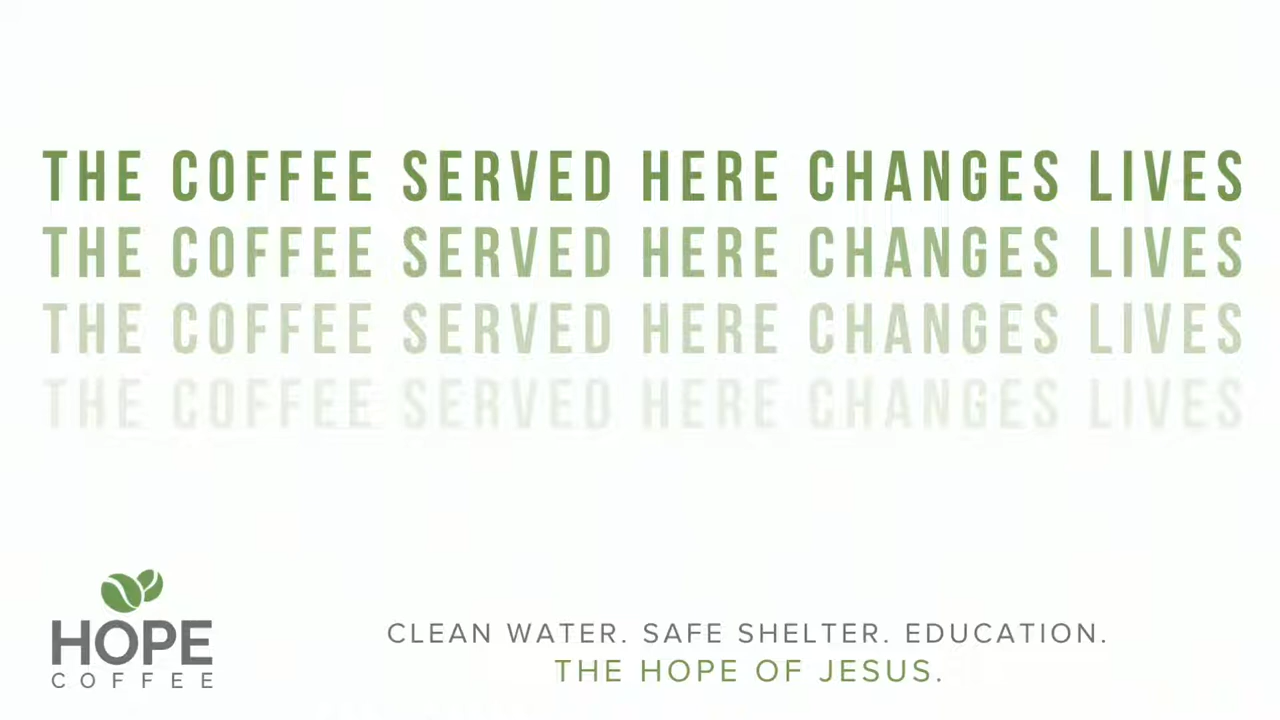 THE COFFEE SERVED HERE CHANGES LIVES
THE COFFEE SERVED HERE CHANGES LIVES
THE COFFEE SERVED HERE CHANGES LIVES
THE COFFEE SERVED HERE CHANGES LIVES
HOPE
COFFEE
CLEAN WATER. SAFE SHELTER. EDUCATION.
THE HOPE OF JESUS.